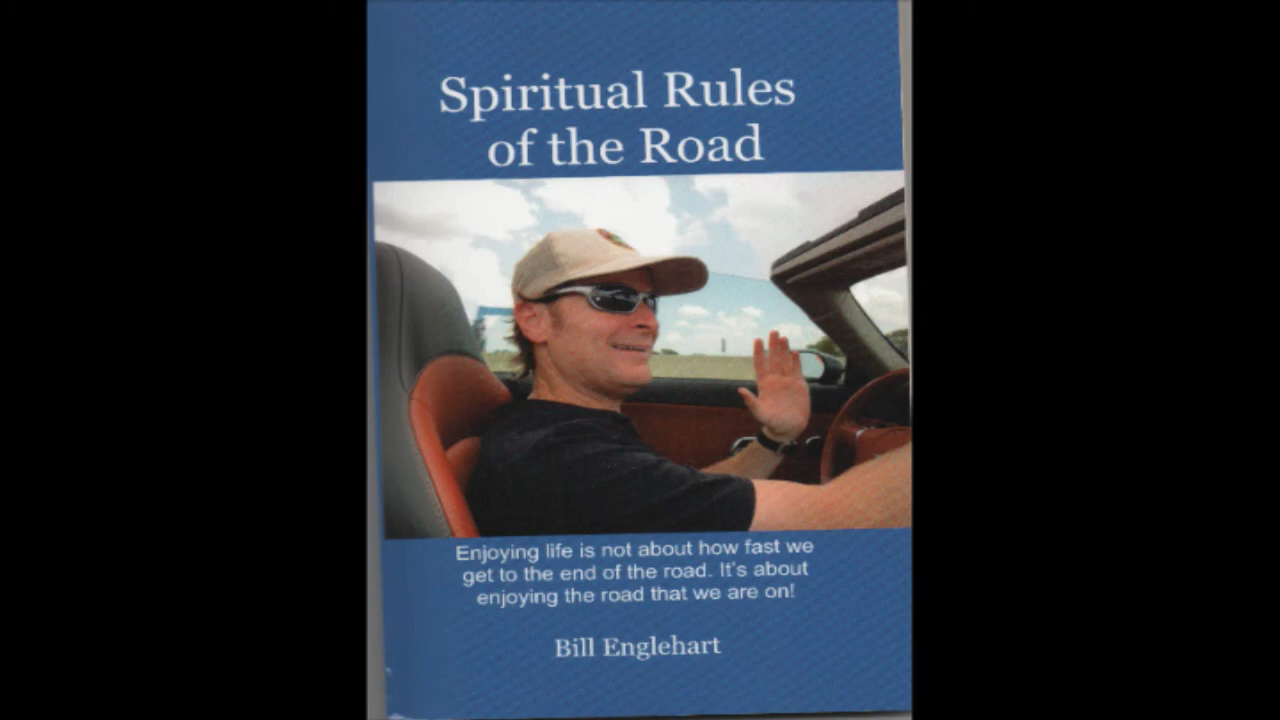 Spiritual Rules
of the Road
Enjoying life is not about how fast we
get to the end of the road. It's about
enjoying the road that we are on!
Bill Englehart